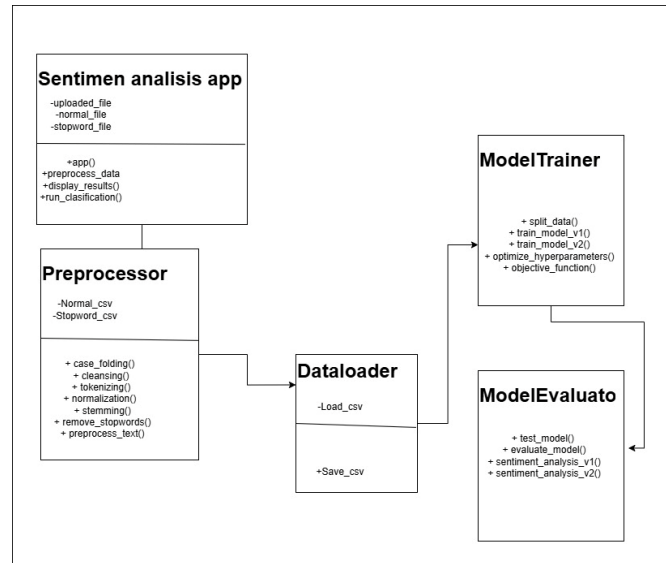 Sentimen analisis app
-uploaded_file
-normal_file
-stopword_file
+app()
+preprocess_data
+display_results()
+run_clasification()
Preprocessor
-Normal_csv
-Stopword_csv
+ case_folding()
+ cleansing()
+ tokenizing()
+ normalization()
+ stemming()
+ remove_stopwords()
+ preprocess_text()
Dataloader
-Load_csv
+Save_csv
ModelTrainer
+ split_data()
+ train_model_v1()
+ train_model_v2()
+ optimize_hyperparameters()
+ objective_function()
ModelEvaluato
+ test_model()
+ evaluate_model()
+ sentiment_analysis_v1()
+ sentiment_analysis_v2()